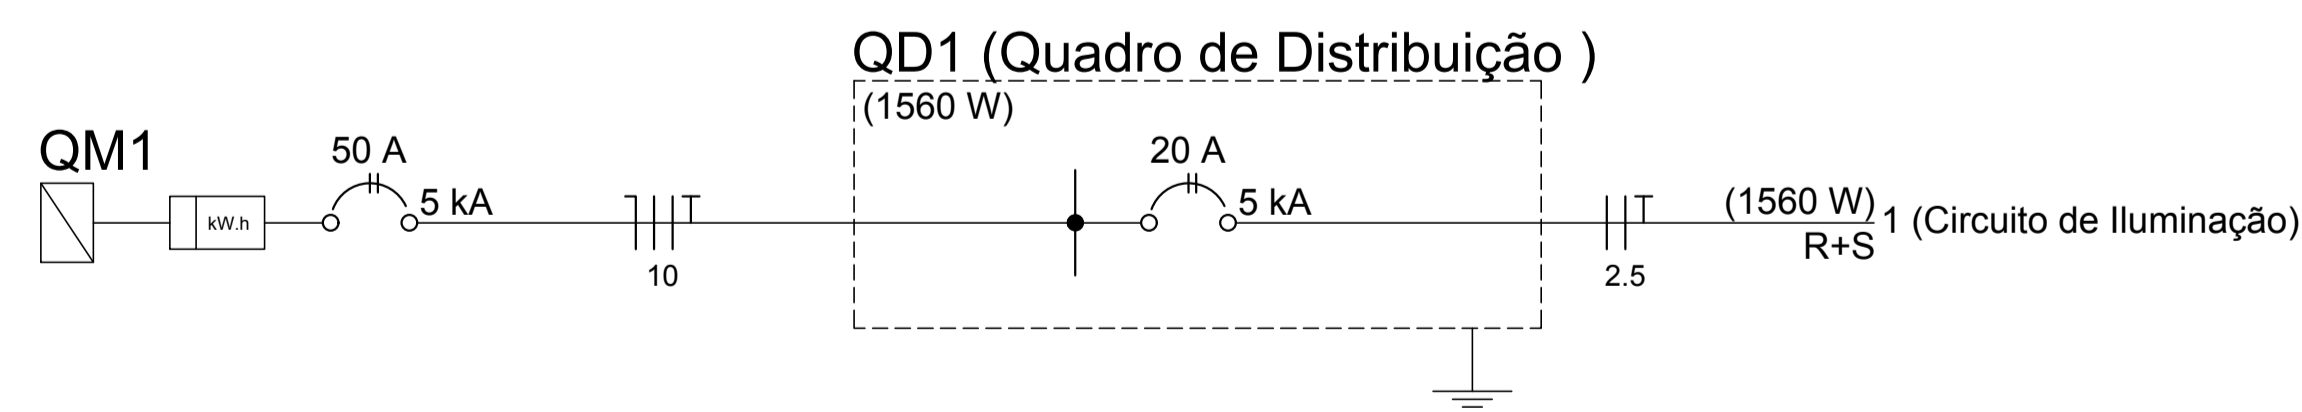 QD1 (Quadro de Distribuição )
(1560 W)
QM1
50 A
20 A
5 kA
5 kA
kW.h
(1560 W)
1 (Circuito de Iluminação)
R+S
10
2.5